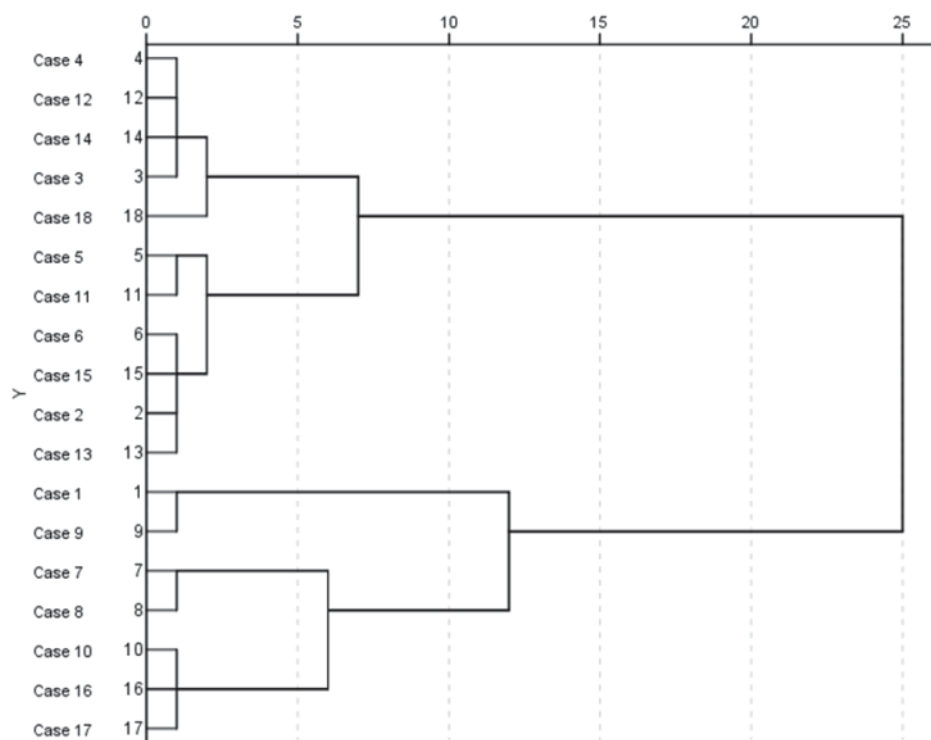 0 5 10 15 20 25
Case 4 4
Case 12 12
Case 14 14
Case 3 3
Case 18 18
Case 5 5
Case 11 11
Case 6 6
Case 15 15
Y
Case 2 2
Case 13 13
Case 1 1
Case 9 9
Case 7 7
Case 8 8
Case 10 10
Case 16 16
Case 17 17